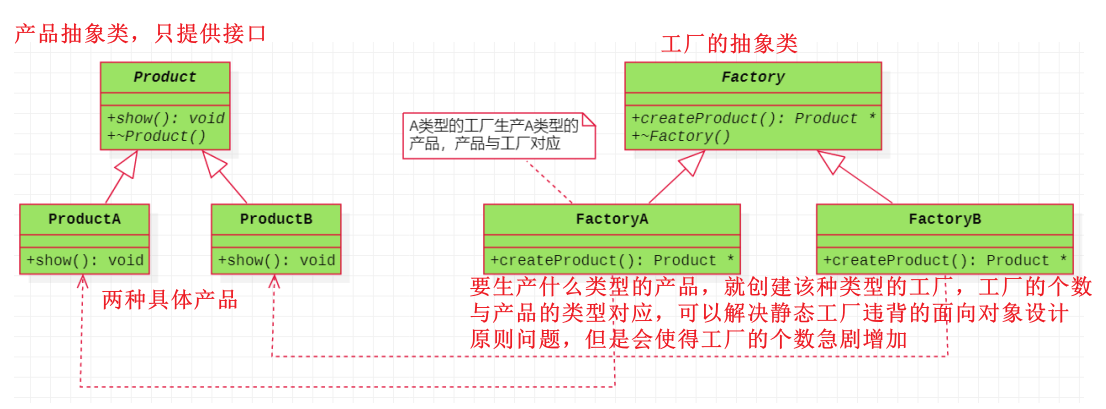 产品抽象类，只提供接口
工厂的抽象类
Product
+show(): void
+~Product()
Factory
+createProduct(): Product *
+~Factory()
A类型的工厂生产A类型的
产品，产品与工厂对应
ProductA
+show(): void
ProductB
+show(): void
FactoryA
+createProduct(): Product *
FactoryB
+createProduct(): Product *
两种具体产品
要生产什么类型的产品，就创建该种类型的工厂，工厂的个数
与产品的类型对应，可以解决静态工厂违背的面向对象设计
原则问题，但是会使得工厂的个数急剧增加